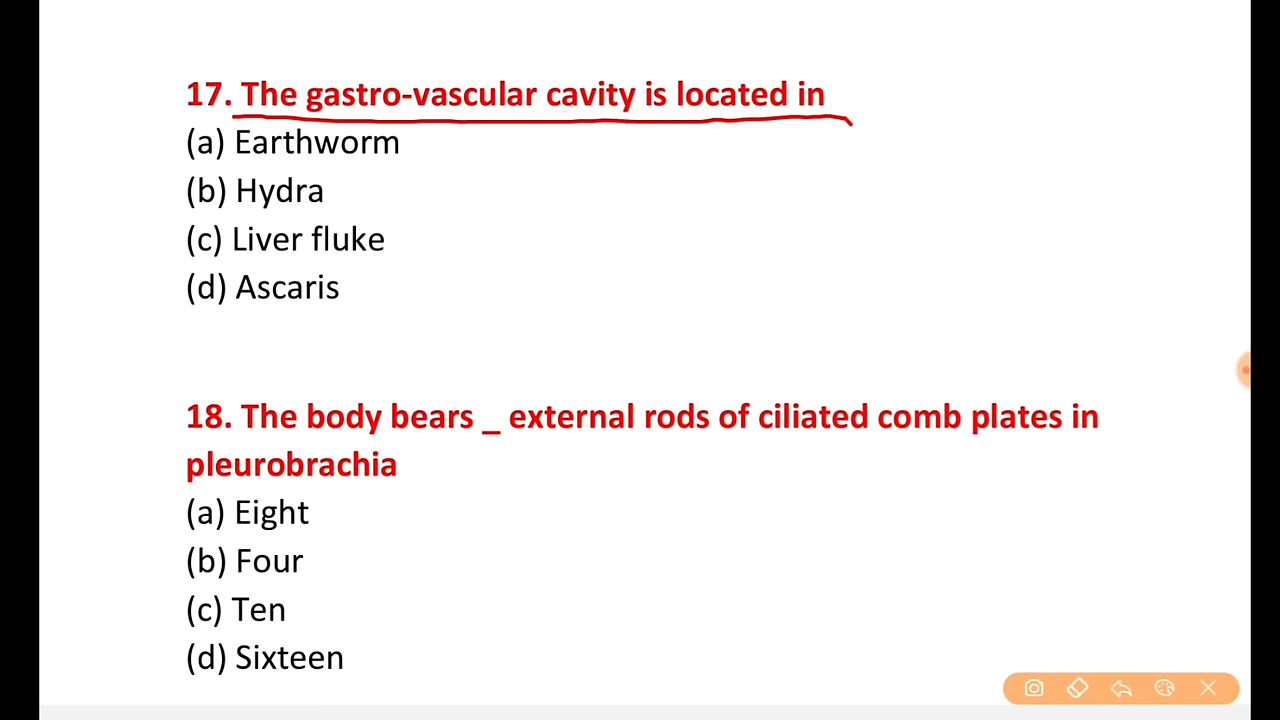 17. The gastro-vascular cavity is located in
(a) Earthworm
(b) Hydra
(c) Liver fluke
(d) Ascaris
18. The body bears _ external rods of ciliated comb plates in
pleurobrachia
(a) Eight
(b) Four
(c) Ten
(d) Sixteen